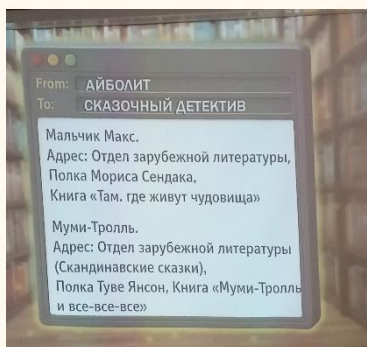 From: АЙБОЛИТ
To: СКАЗОЧНЫЙ ДЕТЕКТИВ
Мальчик Макс.
Адрес: Отдел зарубежной литературы,
Полка Мориса Сендака,
Книга «Там. где живут чудовища»
Муми-Тролль.
Адрес: Отдел зарубежной литературы
(Скандинавские сказки),
Полка Туве Янсон, Книга «Муми-Тролль
и все-все-все»